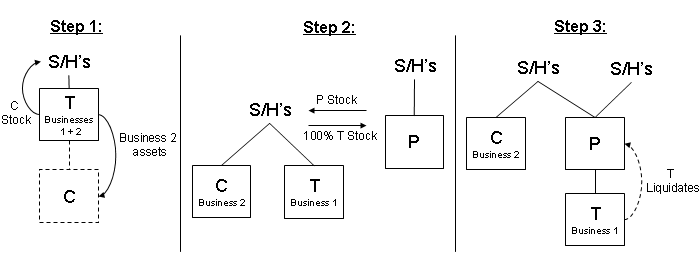 Step 1:
S/H's
T
Businesses
1 + 2
C
Stock
Business 2
assets
C
Step 2:
S/H's
S/H's
P Stock
100% T Stock
P
C
Business 2
T
Business 1
Step 3:
S/H's
S/H's
C
Business 2
P
T
Liquidates
T
Business 1